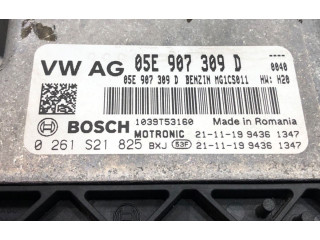 VW AG 05E 907 309 D 0040
05E 907 309 D BENZIN MG1CS011 HW: H20
BOSCH 1039T53160 Made in Romania
MOTRONIC 21-11-19 9436 1347
0 261 S21 825 BXJ 53F 21-11-19 9436 1347